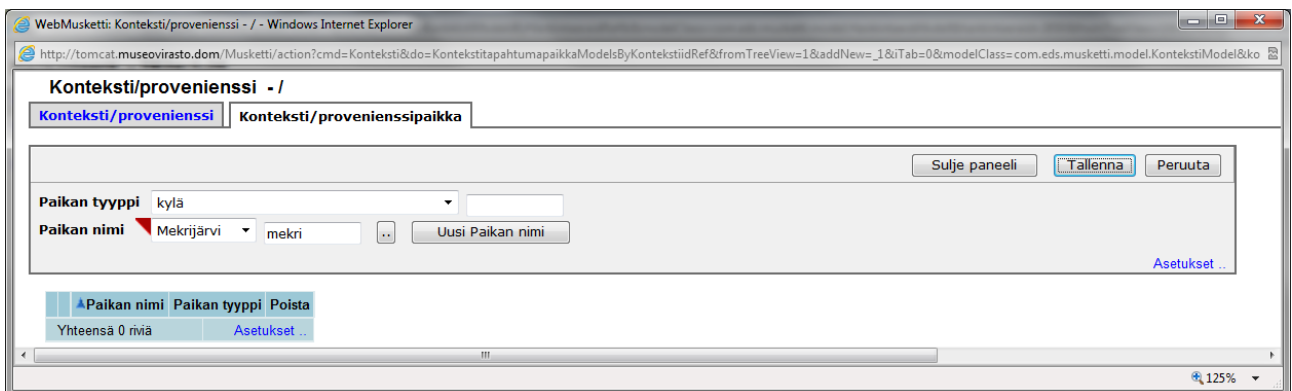 WebMusketti: Konteksti/provenienssi - / - Windows Internet Explorer
http://tomcat.museovirasto.dom/Musketti/action?cmd=Konteksti&do=KontekstitapahtumapaikkaModelsByKontekstiidRef&fromTreeView=1&addNew=_1&iTab=0&modelClass=com.eds.musketti.model.KontekstiModel&ko
Konteksti/provenienssi - /
Konteksti/provenienssi Konteksti/provenienssipaikka
Sulje paneeli Tallenna Peruuta
Paikan tyyppi kylä
Paikan nimi Mekrijärvi mekri .. Uusi Paikan nimi
Asetukset ..
Paikan nimi Paikan tyyppi Poista
Yhteensä 0 riviä Asetukset ..
125%